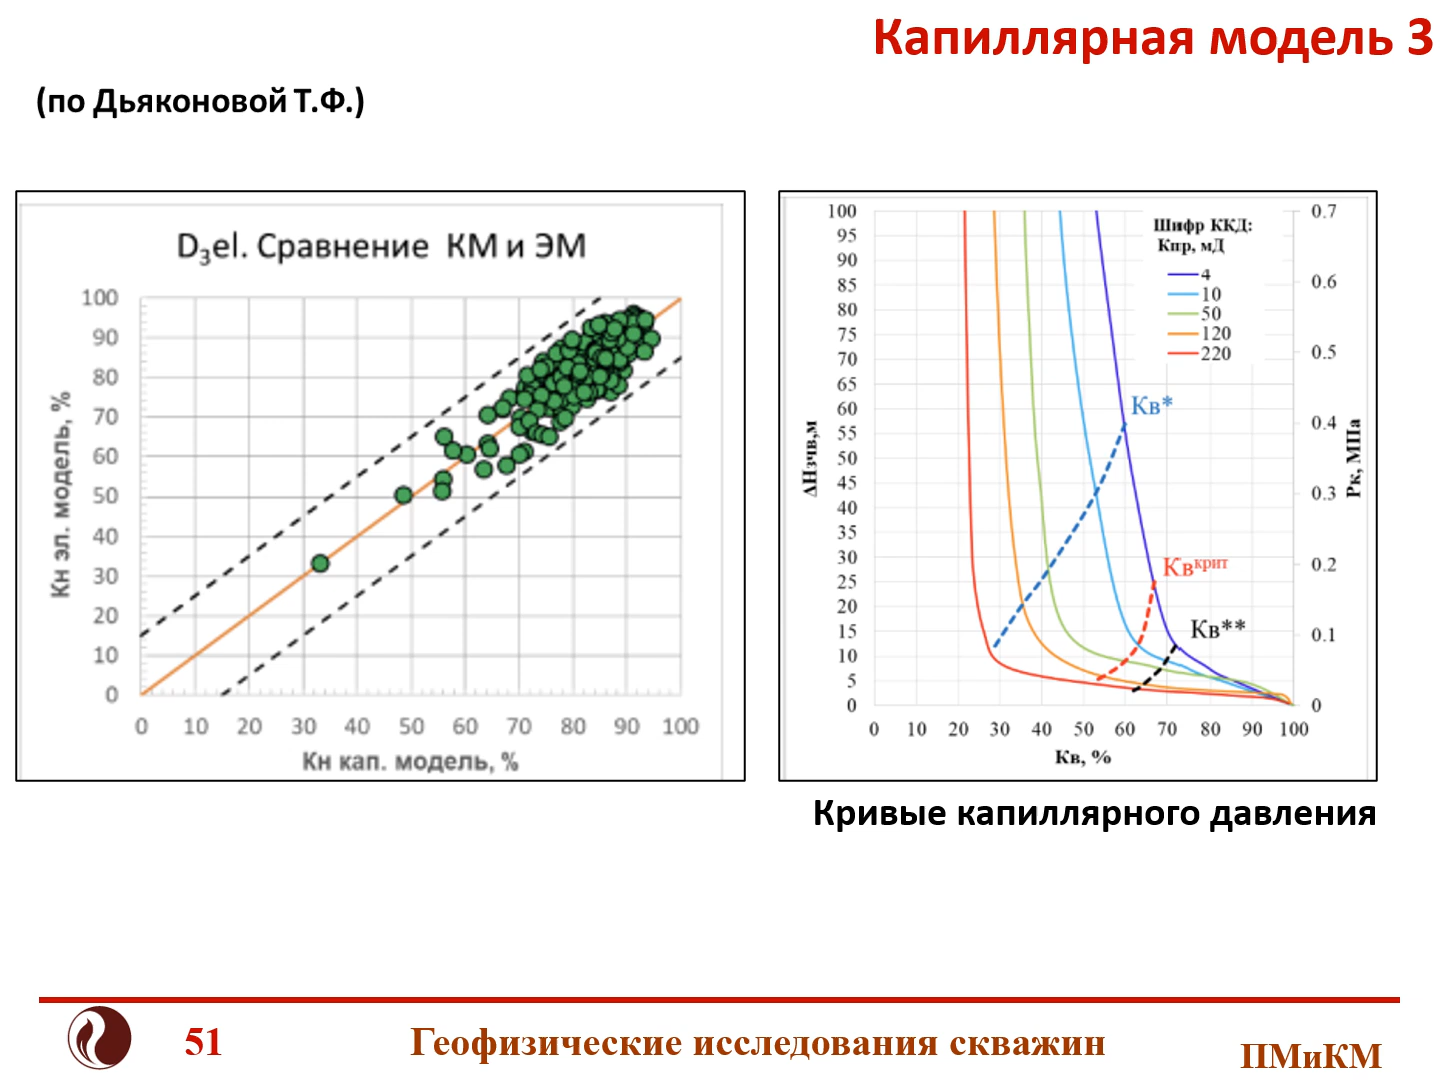 Капиллярная модель 3
(по Дьяконовой Т.Ф.)
D₃el. Сравнение КМ и ЭМ
100
90
80
70
60
50
40
30
20
10
0
Кн эл. модель, %
0 10 20 30 40 50 60 70 80 90 100
Кн кап. модель, %
100
95
90
85
80
75
70
65
60
55
50
45
40
35
30
25
20
15
10
5
0
ΔHзчв,м
Шифр ККД:
Кпр, мД
4
10
50
120
220
Кв*
Кв^крит
Кв**
0.7
0.6
0.5
0.4
0.3
0.2
0.1
0
Рк, МПа
0 10 20 30 40 50 60 70 80 90 100
Кв, %
Кривые капиллярного давления
51
Геофизические исследования скважин
ПМиКМ